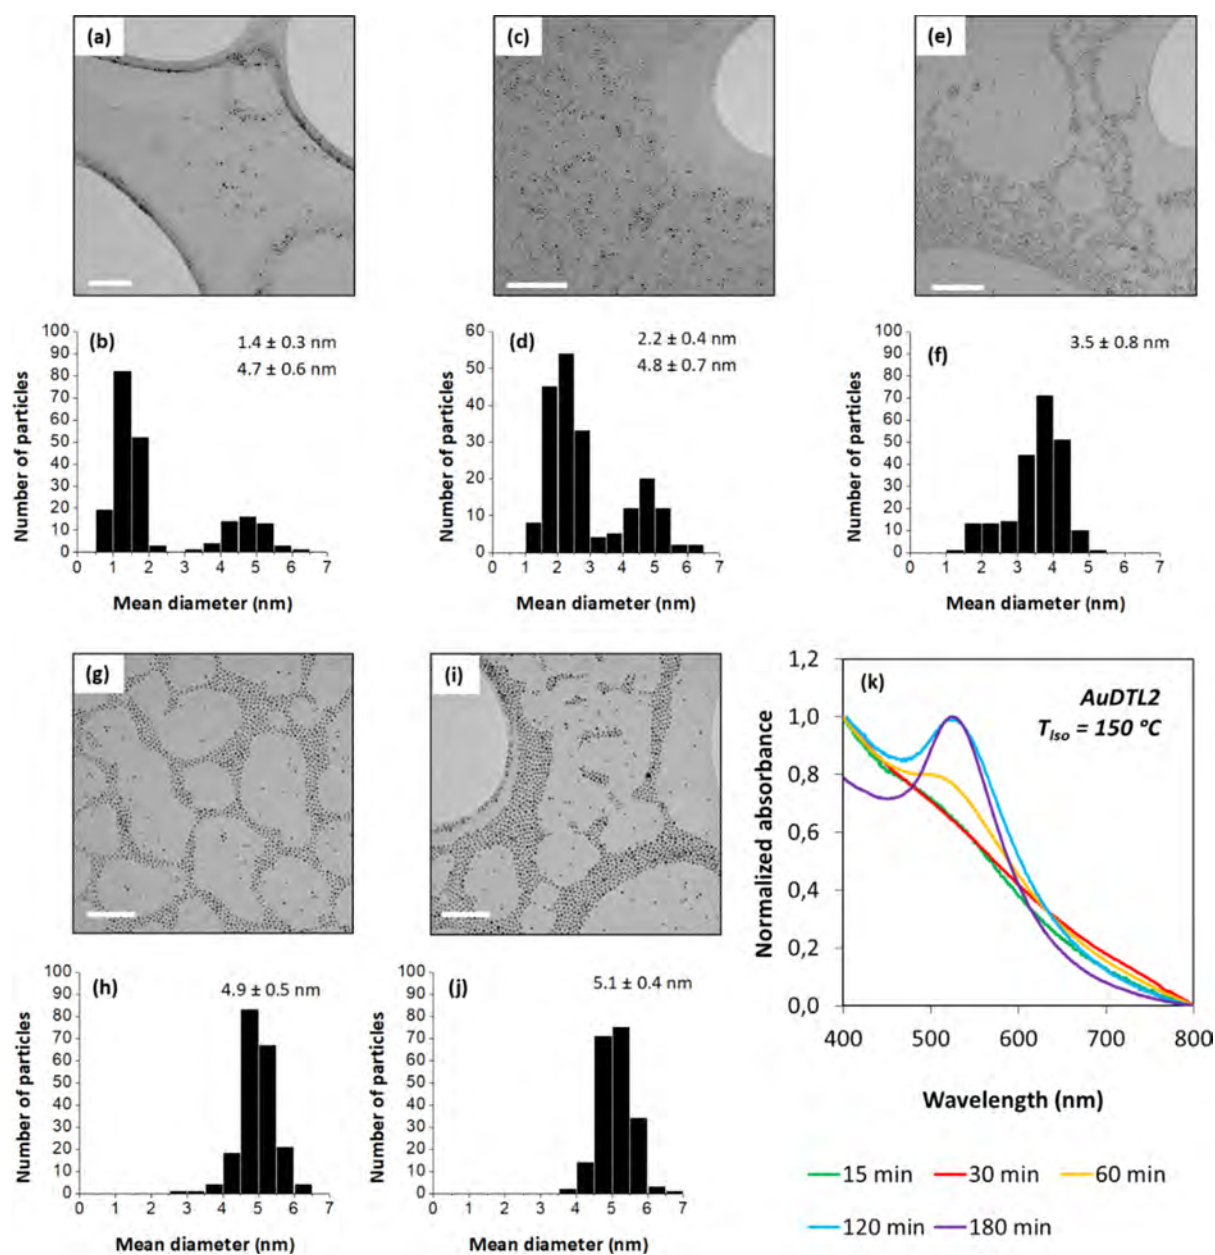 (a)
(c)
(e)
(b)
1.4 ± 0.3 nm
4.7 ± 0.6 nm
100
90
80
70
60
50
40
30
20
10
0
Number of particles
0 1 2 3 4 5 6 7
Mean diameter (nm)
(d)
2.2 ± 0.4 nm
4.8 ± 0.7 nm
60
50
40
30
20
10
0
Number of particles
0 1 2 3 4 5 6 7
Mean diameter (nm)
(f)
3.5 ± 0.8 nm
100
90
80
70
60
50
40
30
20
10
0
Number of particles
0 1 2 3 4 5 6 7
Mean diameter (nm)
(g)
(i)
(h)
4.9 ± 0.5 nm
100
90
80
70
60
50
40
30
20
10
0
Number of particles
0 1 2 3 4 5 6 7
Mean diameter (nm)
(j)
5.1 ± 0.4 nm
100
90
80
70
60
50
40
30
20
10
0
Number of particles
0 1 2 3 4 5 6 7
Mean diameter (nm)
(k)
AuDTL2
T_Iso = 150 ºC
1,2
1,0
0,8
0,6
0,4
0,2
0,0
Normalized absorbance
400 500 600 700 800
Wavelength (nm)
15 min 30 min 60 min
120 min 180 min